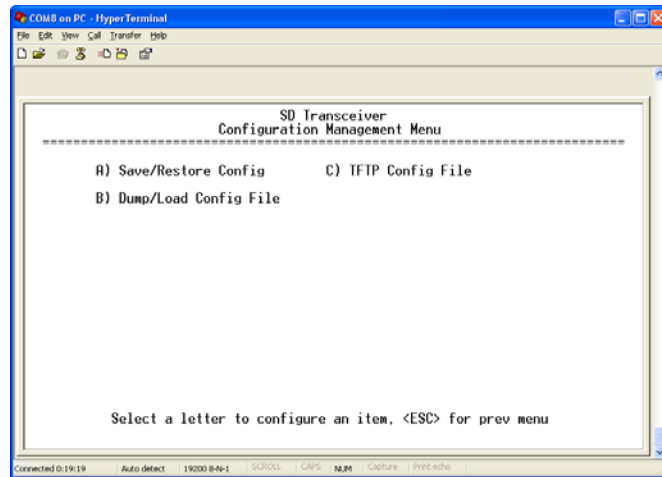 COM8 on PC - HyperTerminal
File Edit View Call Transfer Help
SD Transceiver
Configuration Management Menu
==========================================================================
A) Save/Restore Config C) TFTP Config File
B) Dump/Load Config File
Select a letter to configure an item, <ESC> for prev menu
Connected 0:19:19 Auto detect 19200 8-N-1 SCROLL CAPS NUM Capture Print echo